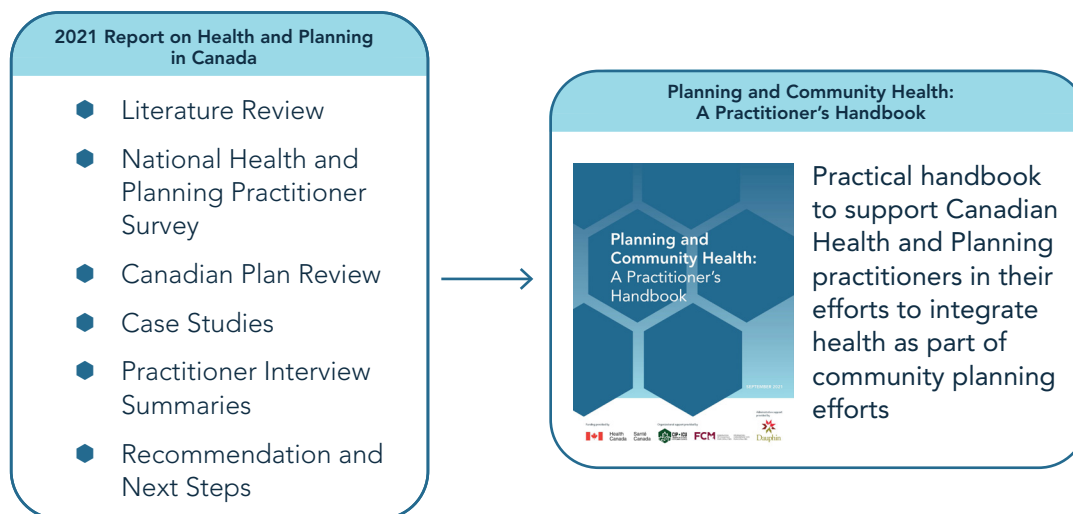 2021 Report on Health and Planning
in Canada
Literature Review
National Health and
Planning Practitioner
Survey
Canadian Plan Review
Case Studies
Practitioner Interview
Summaries
Recommendation and
Next Steps
Planning and Community Health:
A Practitioner's Handbook
Planning and
Community Health:
A Practitioner's
Handbook
SEPTEMBER 2021
Health
Canada
Santé
Canada
CIP·ICU
FCM
Dauphin
Practical handbook
to support Canadian
Health and Planning
practitioners in their
efforts to integrate
health as part of
community planning
efforts